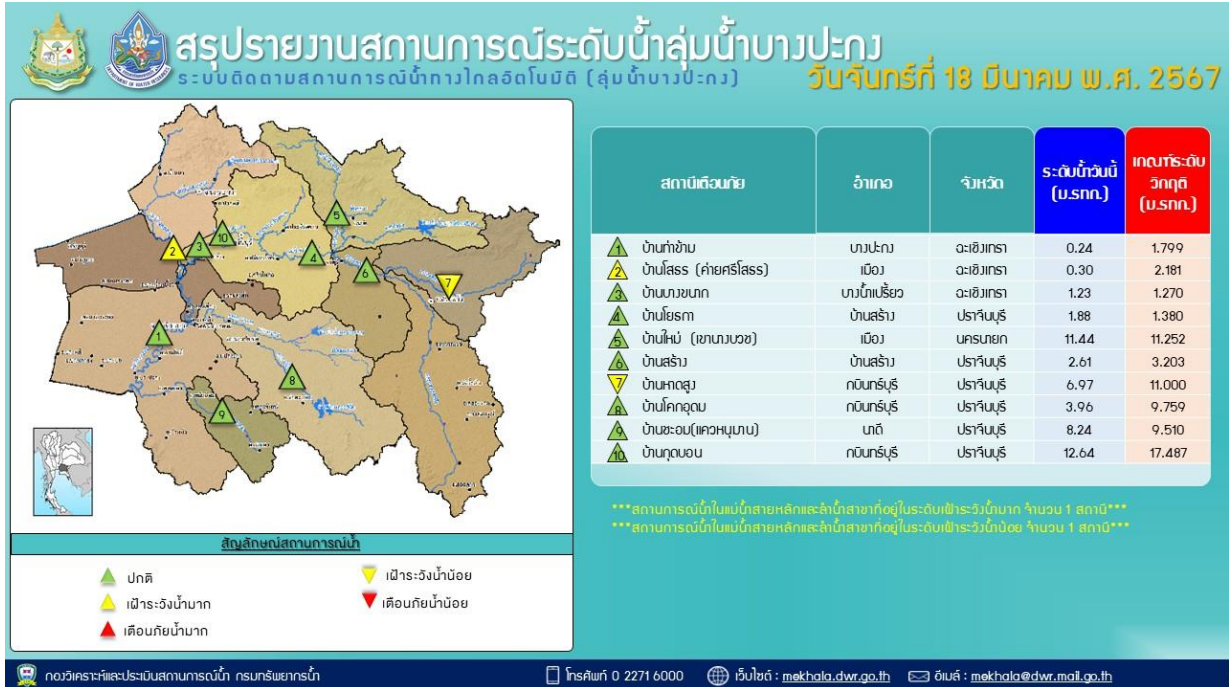 สรุปรายงานสถานการณ์ระดับน้ำลุ่มน้ำบางปะกง
ระบบติดตามสถานการณ์น้ำทางไกลอัตโนมัติ (ลุ่มน้ำบางปะกง)
วันจันทร์ที่ 18 มีนาคม พ.ศ. 2567
สถานีเตือนภัย อำเภอ จังหวัด ระดับน้ำวันนี้ (ม.รทก.) เกณฑ์ระดับวิกฤติ (ม.รทก.)
1 บ้านท่าข้าม บางปะกง ฉะเชิงเทรา 0.24 1.799
2 บ้านโสธร (ค่ายศรีโสธร) เมือง ฉะเชิงเทรา 0.30 2.181
3 บ้านบางขนาก บางน้ำเปรี้ยว ฉะเชิงเทรา 1.23 1.270
4 บ้านโยธกา บ้านสร้าง ปราจีนบุรี 1.88 1.380
5 บ้านใหม่ (เขานางบวช) เมือง นครนายก 11.44 11.252
6 บ้านสร้าง บ้านสร้าง ปราจีนบุรี 2.61 3.203
7 บ้านหาดสูง กบินทร์บุรี ปราจีนบุรี 6.97 11.000
8 บ้านโคกอุดม กบินทร์บุรี ปราจีนบุรี 3.96 9.759
9 บ้านชะอม(แควหนุมาน) นาดี ปราจีนบุรี 8.24 9.510
10 บ้านกุดบอน กบินทร์บุรี ปราจีนบุรี 12.64 17.487
***สถานการณ์น้ำในแม่น้ำสายหลักและลำน้ำสาขาที่อยู่ในระดับเฝ้าระวังน้ำมาก จำนวน 1 สถานี***
***สถานการณ์น้ำในแม่น้ำสายหลักและลำน้ำสาขาที่อยู่ในระดับเฝ้าระวังน้ำน้อย จำนวน 1 สถานี***
5
10
2
3
4
6
7
1
8
9
สัญลักษณ์สถานการณ์น้ำ
ปกติ
เฝ้าระวังน้ำน้อย
เฝ้าระวังน้ำมาก
เตือนภัยน้ำน้อย
เตือนภัยน้ำมาก
กองวิเคราะห์และประเมินสถานการณ์น้ำ กรมทรัพยากรน้ำ
โทรศัพท์ 0 2271 6000
เว็บไซต์ : mekhala.dwr.go.th
อีเมล์ : mekhala@dwr.mail.go.th